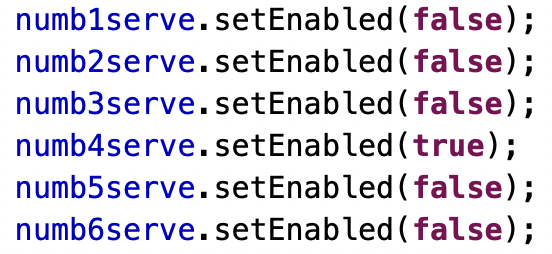 numb1serve.setEnabled(false);
numb2serve.setEnabled(false);
numb3serve.setEnabled(false);
numb4serve.setEnabled(true);
numb5serve.setEnabled(false);
numb6serve.setEnabled(false);